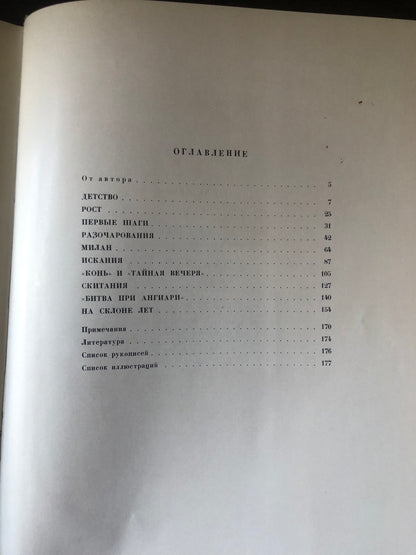 ОГЛАВЛЕНИЕ
От автора 5
ДЕТСТВО 7
РОСТ 25
ПЕРВЫЕ ШАГИ 31
РАЗОЧАРОВАНИЯ 42
МИЛАН 64
ИСКАНИЯ 87
«КОНЬ» И «ТАЙНАЯ ВЕЧЕРЯ» 105
СКИТАНИЯ 127
«БИТВА ПРИ АНГИАРИ» 140
НА СКЛОНЕ ЛЕТ 154
Примечания 170
Литература 174
Список рукописей 176
Список иллюстраций 177